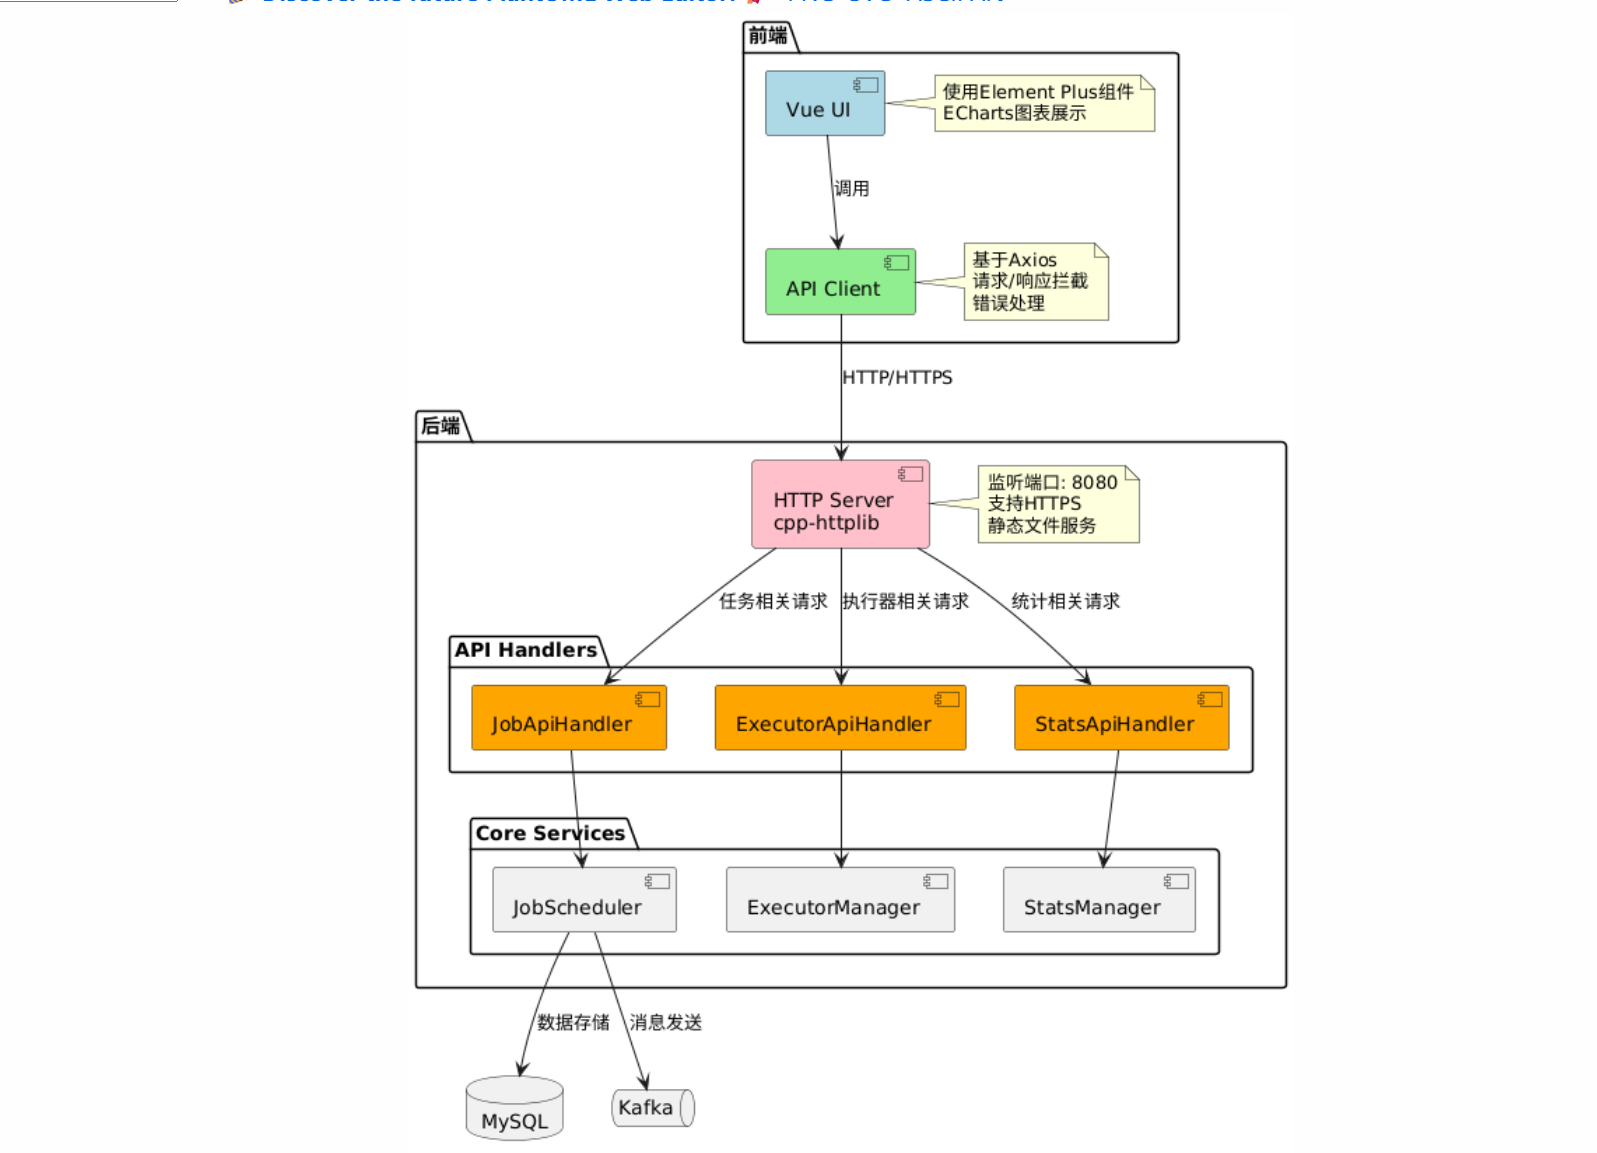 前端
Vue UI
使用Element Plus组件
ECharts图表展示
调用
API Client
基于Axios
请求/响应拦截
错误处理
HTTP/HTTPS
后端
HTTP Server
cpp-httplib
监听端口: 8080
支持HTTPS
静态文件服务
任务相关请求
执行器相关请求
统计相关请求
API Handlers
JobApiHandler
ExecutorApiHandler
StatsApiHandler
Core Services
JobScheduler
ExecutorManager
StatsManager
数据存储
消息发送
MySQL
Kafka